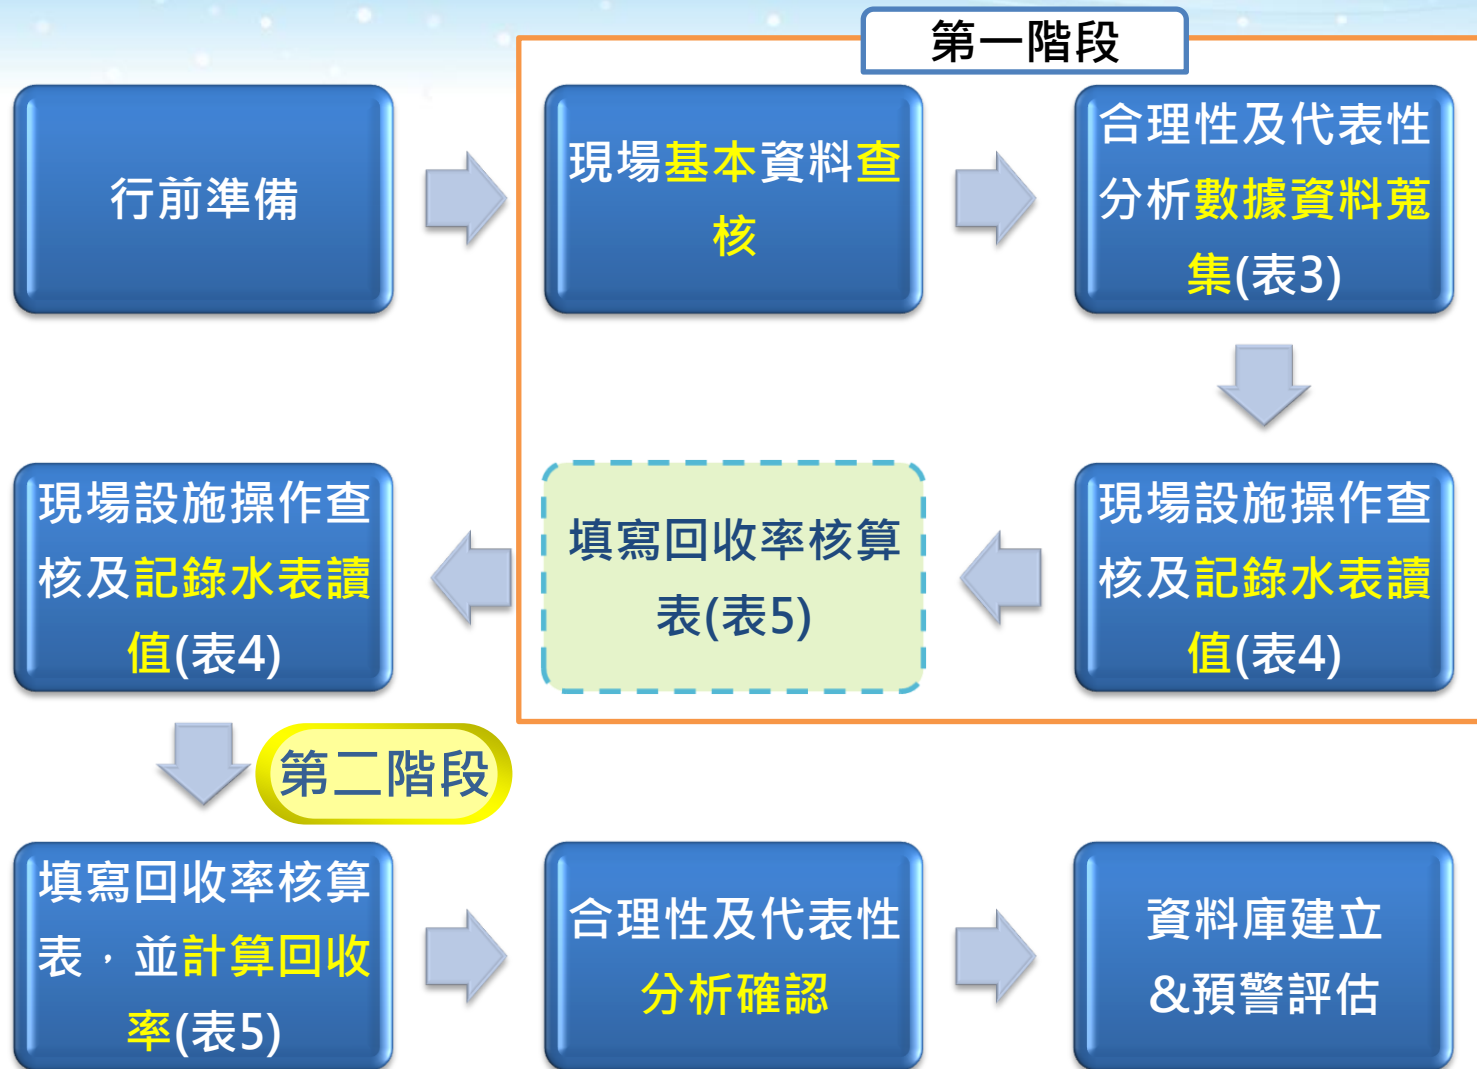 第一階段
行前準備
現場基本資料查
核
合理性及代表性
分析數據資料蒐
集(表3)
現場設施操作查
核及記錄水表讀
值(表4)
填寫回收率核算
表(表5)
現場設施操作查
核及記錄水表讀
值(表4)
第二階段
填寫回收率核算
表，並計算回收
率(表5)
合理性及代表性
分析確認
資料庫建立
&預警評估